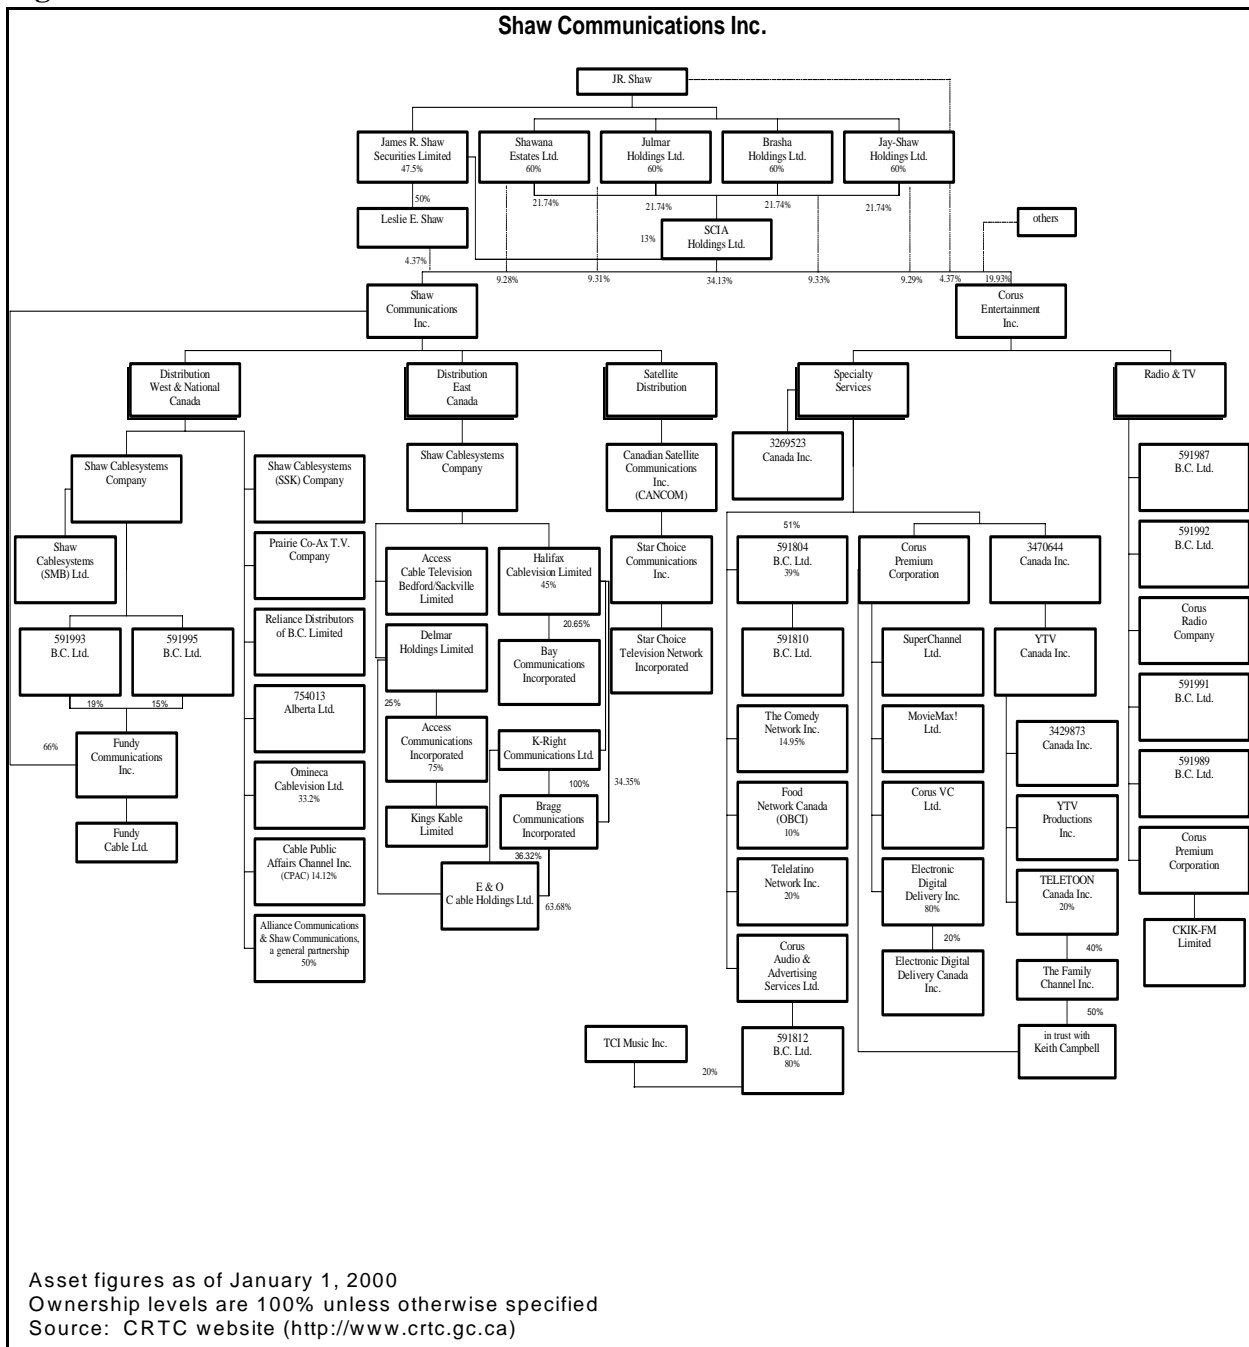 Shaw Communications Inc.
JR. Shaw
James R. Shaw
Securities Limited
47.5%
Shawana
Estates Ltd.
60%
Julmar
Holdings Ltd.
60%
Brasha
Holdings Ltd.
60%
Jay-Shaw
Holdings Ltd.
60%
50%
21.74%
21.74%
21.74%
21.74%
Leslie E. Shaw
SCIA
Holdings Ltd.
13%
others
4.37%
9.28%
9.31%
34.13%
9.33%
9.29%
4.37%
19.93%
Shaw
Communications
Inc.
Corus
Entertainment
Inc.
Distribution
West & National
Canada
Distribution
East
Canada
Satellite
Distribution
Specialty
Services
Radio & TV
Shaw Cablesystems
Company
Shaw
Cablesystems
(SMB) Ltd.
591993
B.C. Ltd.
591995
B.C. Ltd.
19%
15%
66%
Fundy
Communications
Inc.
Fundy
Cable Ltd.
Shaw Cablesystems
(SSK) Company
Prairie Co-Ax T.V.
Company
Reliance Distributors
of B.C. Limited
754013
Alberta Ltd.
Omineca
Cablevision Ltd.
33.2%
Cable Public
Affairs Channel Inc.
(CPAC) 14.12%
Alliance Communications
& Shaw Communications,
a general partnership
50%
Shaw Cablesystems
Company
Access
Cable Television
Bedford/Sackville
Limited
Delmar
Holdings Limited
25%
Access
Communications
Incorporated
75%
Kings Kable
Limited
Halifax
Cablevision Limited
45%
20.65%
Bay
Communications
Incorporated
K-Right
Communications Ltd.
100%
34.35%
Bragg
Communications
Incorporated
36.32%
E & O
C able Holdings Ltd.
63.68%
Canadian Satellite
Communications
Inc.
(CANCOM)
Star Choice
Communications
Inc.
Star Choice
Television Network
Incorporated
3269523
Canada Inc.
51%
591804
B.C. Ltd.
39%
591810
B.C. Ltd.
The Comedy
Network Inc.
14.95%
Food
Network Canada
(OBCI)
10%
Telelatino
Network Inc.
20%
Corus
Audio &
Advertising
Services Ltd.
591812
B.C. Ltd.
80%
TCI Music Inc.
20%
Corus
Premium
Corporation
SuperChannel
Ltd.
MovieMax!
Ltd.
Corus VC
Ltd.
Electronic
Digital
Delivery Inc.
80%
20%
Electronic Digital
Delivery Canada
Inc.
3470644
Canada Inc.
YTV
Canada Inc.
3429873
Canada Inc.
YTV
Productions
Inc.
TELETOON
Canada Inc.
20%
40%
The Family
Channel Inc.
50%
in trust with
Keith Campbell
591987
B.C. Ltd.
591992
B.C. Ltd.
Corus
Radio
Company
591991
B.C. Ltd.
591989
B.C. Ltd.
Corus
Premium
Corporation
CKIK-FM
Limited
Asset figures as of January 1, 2000
Ownership levels are 100% unless otherwise specified
Source: CRTC website (http://www.crtc.gc.ca)